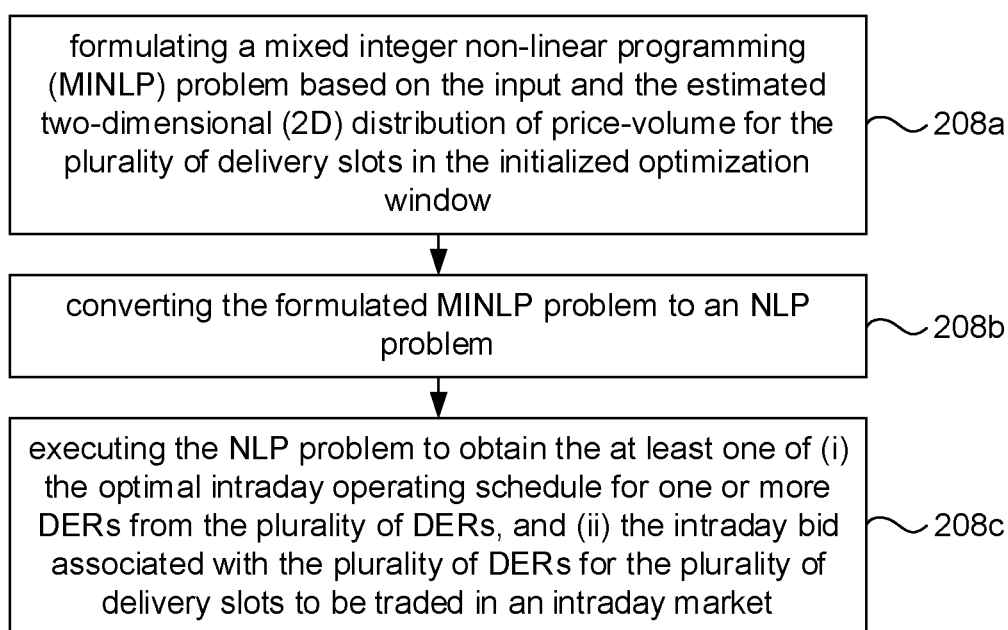 formulating a mixed integer non-linear programming
(MINLP) problem based on the input and the estimated
two-dimensional (2D) distribution of price-volume for the
plurality of delivery slots in the initialized optimization
window
208a
converting the formulated MINLP problem to an NLP
problem
208b
executing the NLP problem to obtain the at least one of (i)
the optimal intraday operating schedule for one or more
DERs from the plurality of DERs, and (ii) the intraday bid
associated with the plurality of DERs for the plurality of
delivery slots to be traded in an intraday market
208c